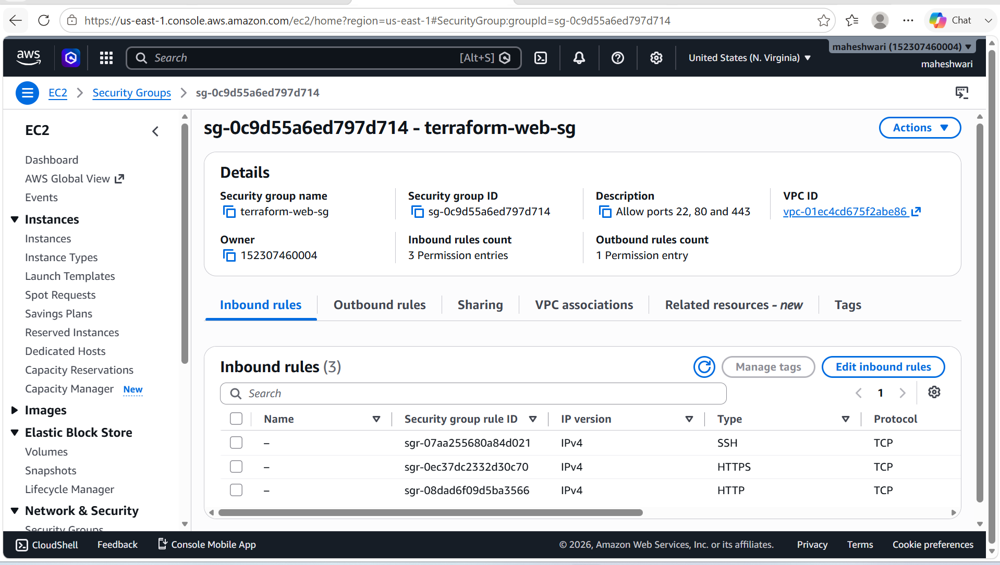 https://us-east-1.console.aws.amazon.com/ec2/home?region=us-east-1#SecurityGroup:groupId=sg-0c9d55a6ed797d714
Chat
aws
Search [Alt+S]
United States (N. Virginia)
maheshwari (152307460004)
maheshwari
EC2 > Security Groups > sg-0c9d55a6ed797d714
EC2
Dashboard
AWS Global View
Events
Instances
Instances
Instance Types
Launch Templates
Spot Requests
Savings Plans
Reserved Instances
Dedicated Hosts
Capacity Reservations
Capacity Manager New
Images
Elastic Block Store
Volumes
Snapshots
Lifecycle Manager
Network & Security
Security Groups
sg-0c9d55a6ed797d714 - terraform-web-sg
Actions
Details
Security group name
terraform-web-sg
Security group ID
sg-0c9d55a6ed797d714
Description
Allow ports 22, 80 and 443
VPC ID
vpc-01ec4cd675f2abe86
Owner
152307460004
Inbound rules count
3 Permission entries
Outbound rules count
1 Permission entry
Inbound rules Outbound rules Sharing VPC associations Related resources - new Tags
Inbound rules (3)
Manage tags
Edit inbound rules
Search
1
Name Security group rule ID IP version Type Protocol
– sgr-07aa255680a84d021 IPv4 SSH TCP
– sgr-0ec37dc2332d30c70 IPv4 HTTPS TCP
– sgr-08dad6f09d5ba3566 IPv4 HTTP TCP
CloudShell Feedback Console Mobile App © 2026, Amazon Web Services, Inc. or its affiliates. Privacy Terms Cookie preferences